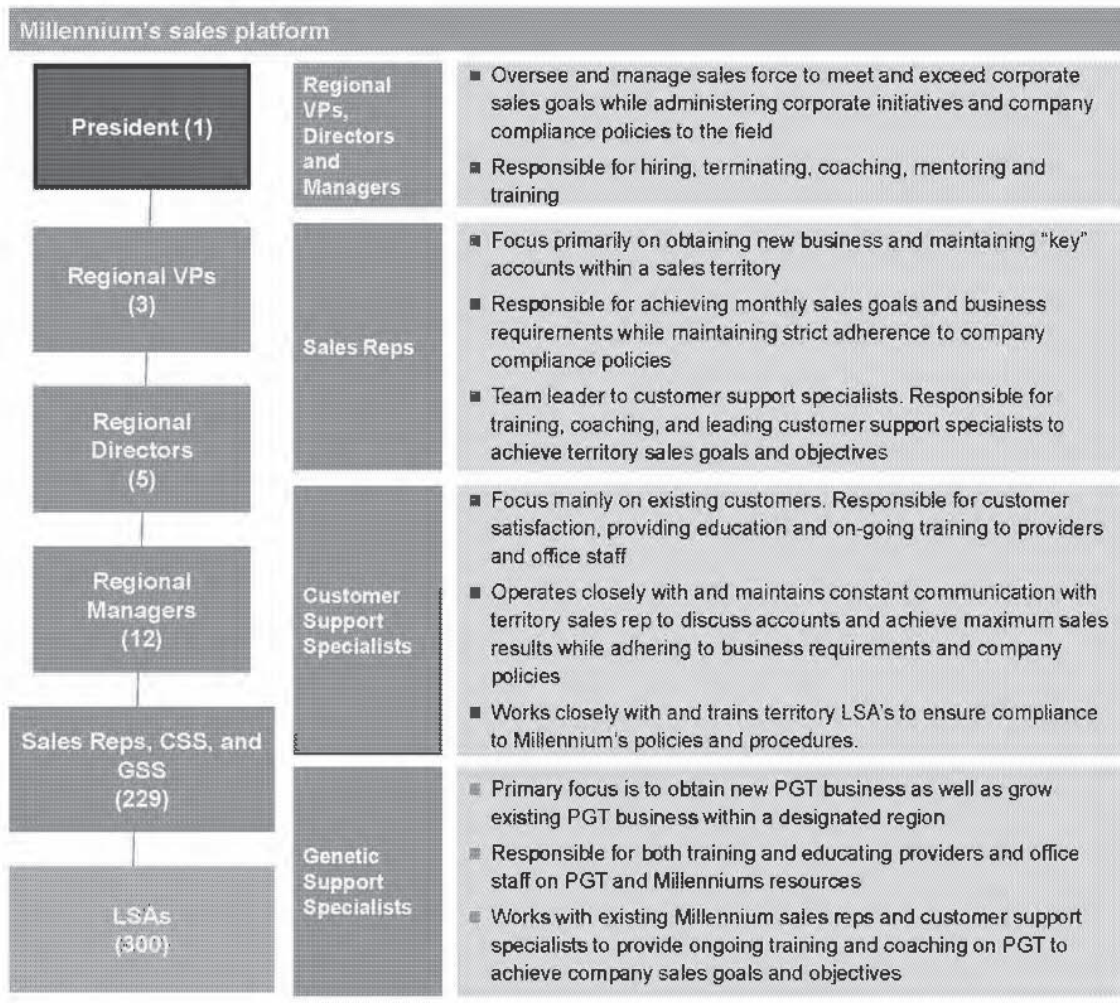 Millennium's sales platform
President (1)
Regional VPs
(3)
Regional
Directors
(5)
Regional
Managers
(12)
Sales Reps, CSS, and
GSS
(229)
LSAs
(300)
Regional
VPs,
Directors
and
Managers
■ Oversee and manage sales force to meet and exceed corporate
sales goals while administering corporate initiatives and company
compliance policies to the field
■ Responsible for hiring, terminating, coaching, mentoring and
training
Sales Reps
■ Focus primarily on obtaining new business and maintaining "key"
accounts within a sales territory
■ Responsible for achieving monthly sales goals and business
requirements while maintaining strict adherence to company
compliance policies
■ Team leader to customer support specialists. Responsible for
training, coaching, and leading customer support specialists to
achieve territory sales goals and objectives
Customer
Support
Specialists
■ Focus mainly on existing customers. Responsible for customer
satisfaction, providing education and on-going training to providers
and office staff
■ Operates closely with and maintains constant communication with
territory sales rep to discuss accounts and achieve maximum sales
results while adhering to business requirements and company
policies
■ Works closely with and trains territory LSA's to ensure compliance
to Millennium's policies and procedures.
Genetic
Support
Specialists
■ Primary focus is to obtain new PGT business as well as grow
existing PGT business within a designated region
■ Responsible for both training and educating providers and office
staff on PGT and Millenniums resources
■ Works with existing Millennium sales reps and customer support
specialists to provide ongoing training and coaching on PGT to
achieve company sales goals and objectives